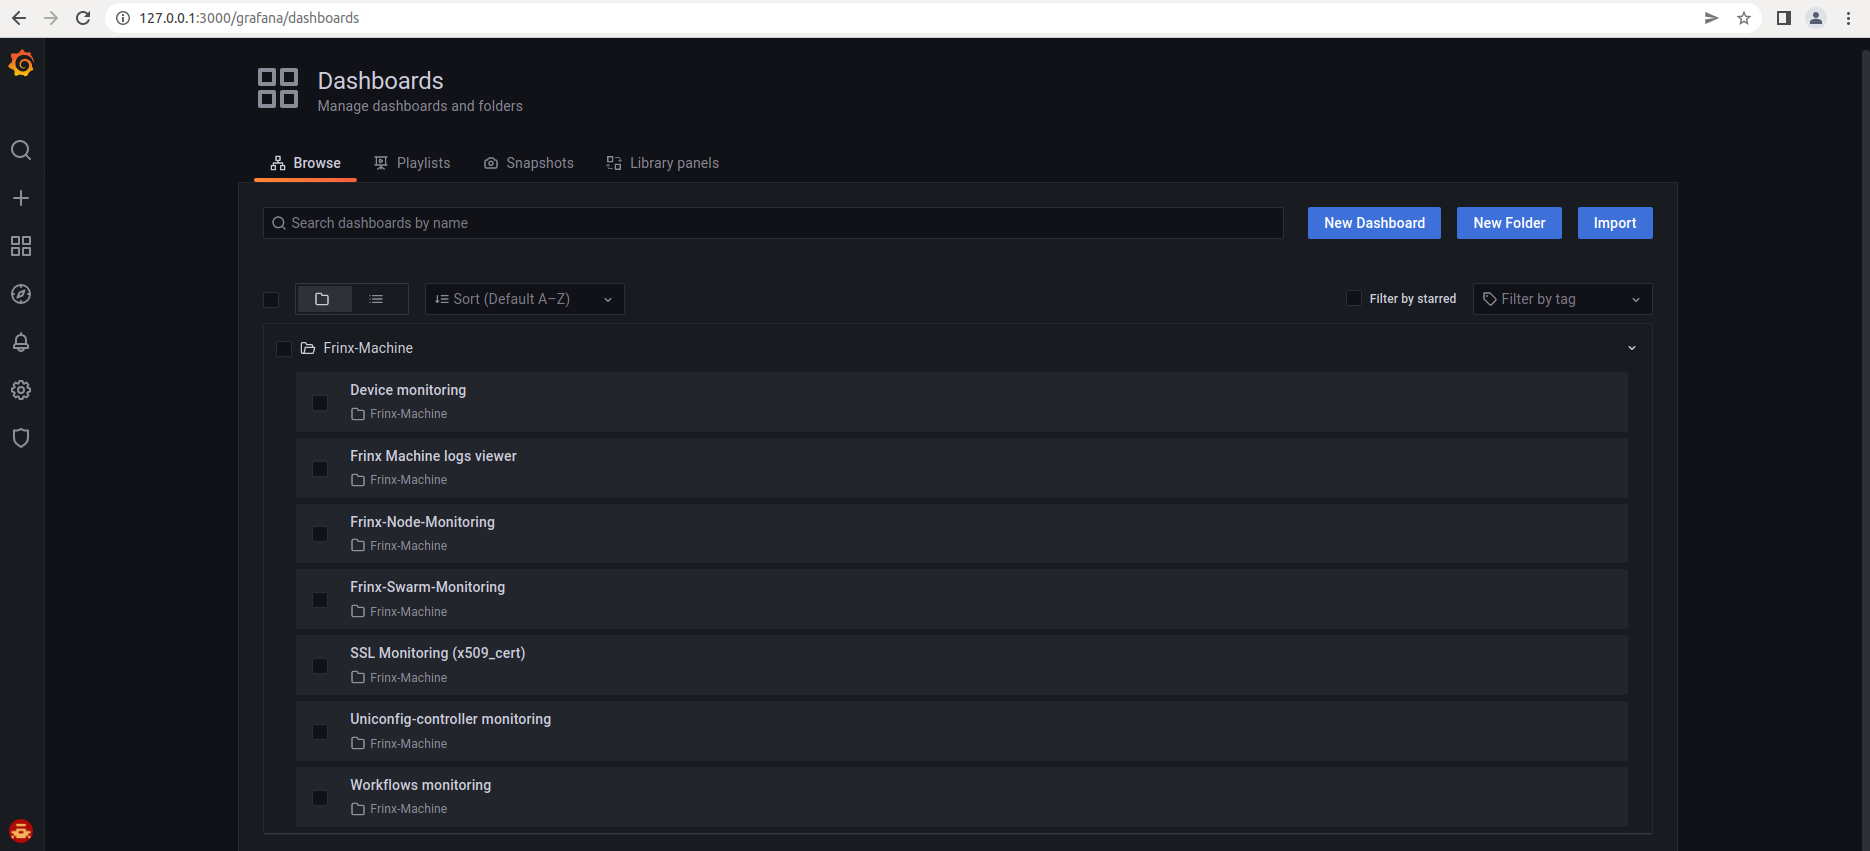 127.0.0.1:3000/grafana/dashboards
Dashboards
Manage dashboards and folders
Browse Playlists Snapshots Library panels
Search dashboards by name New Dashboard New Folder Import
Sort (Default A–Z) Filter by starred Filter by tag
Frinx-Machine
Device monitoring
Frinx-Machine
Frinx Machine logs viewer
Frinx-Machine
Frinx-Node-Monitoring
Frinx-Machine
Frinx-Swarm-Monitoring
Frinx-Machine
SSL Monitoring (x509_cert)
Frinx-Machine
Uniconfig-controller monitoring
Frinx-Machine
Workflows monitoring
Frinx-Machine